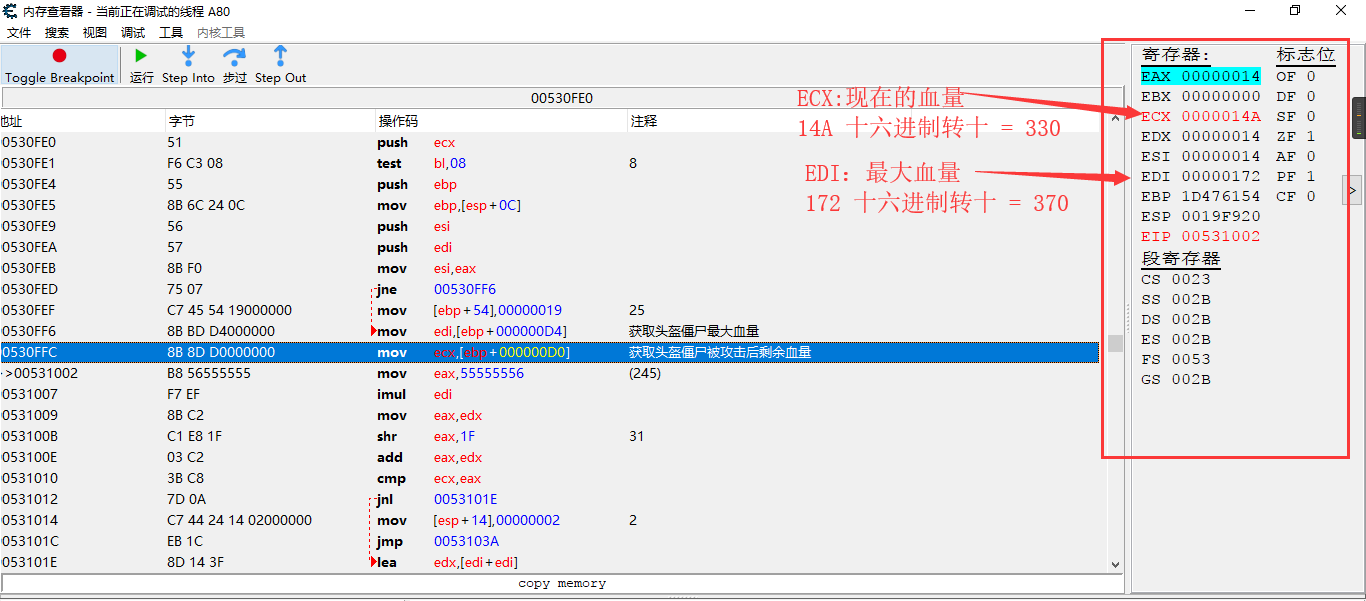 内存查看器 - 当前正在调试的线程 A80
文件 搜索 视图 调试 工具 内核工具
Toggle Breakpoint 运行 Step Into 步过 Step Out
00530FE0
地址 字节 操作码 注释
0530FE0 51 push ecx
0530FE1 F6 C3 08 test bl,08 8
0530FE4 55 push ebp
0530FE5 8B 6C 24 0C mov ebp,[esp+0C]
0530FE9 56 push esi
0530FEA 57 push edi
0530FEB 8B F0 mov esi,eax
0530FED 75 07 jne 00530FF6
0530FEF C7 45 54 19000000 mov [ebp+54],00000019 25
0530FF6 8B BD D4000000 mov edi,[ebp+000000D4] 获取头盔僵尸最大血量
0530FFC 8B 8D D0000000 mov ecx,[ebp+000000D0] 获取头盔僵尸被攻击后剩余血量
->>00531002 B8 56555555 mov eax,55555556 (245)
0531007 F7 EF imul edi
0531009 8B C2 mov eax,edx
053100B C1 E8 1F shr eax,1F 31
053100E 03 C2 add eax,edx
0531010 3B C8 cmp ecx,eax
0531012 7D 0A jnl 0053101E
0531014 C7 44 24 14 02000000 mov [esp+14],00000002 2
053101C EB 1C jmp 0053103A
053101E 8D 14 3F lea edx,[edi+edi]
copy memory
ECX:现在的血量
14A 十六进制转十 = 330
EDI: 最大血量
172 十六进制转十 = 370
寄存器: 标志位
EAX 00000014 OF 0
EBX 00000000 DF 0
ECX 0000014A SF 0
EDX 00000014 ZF 1
ESI 00000014 AF 0
EDI 00000172 PF 1
EBP 1D476154 CF 0
ESP 0019F920
EIP 00531002
段寄存器
CS 0023
SS 002B
DS 002B
ES 002B
FS 0053
GS 002B
>